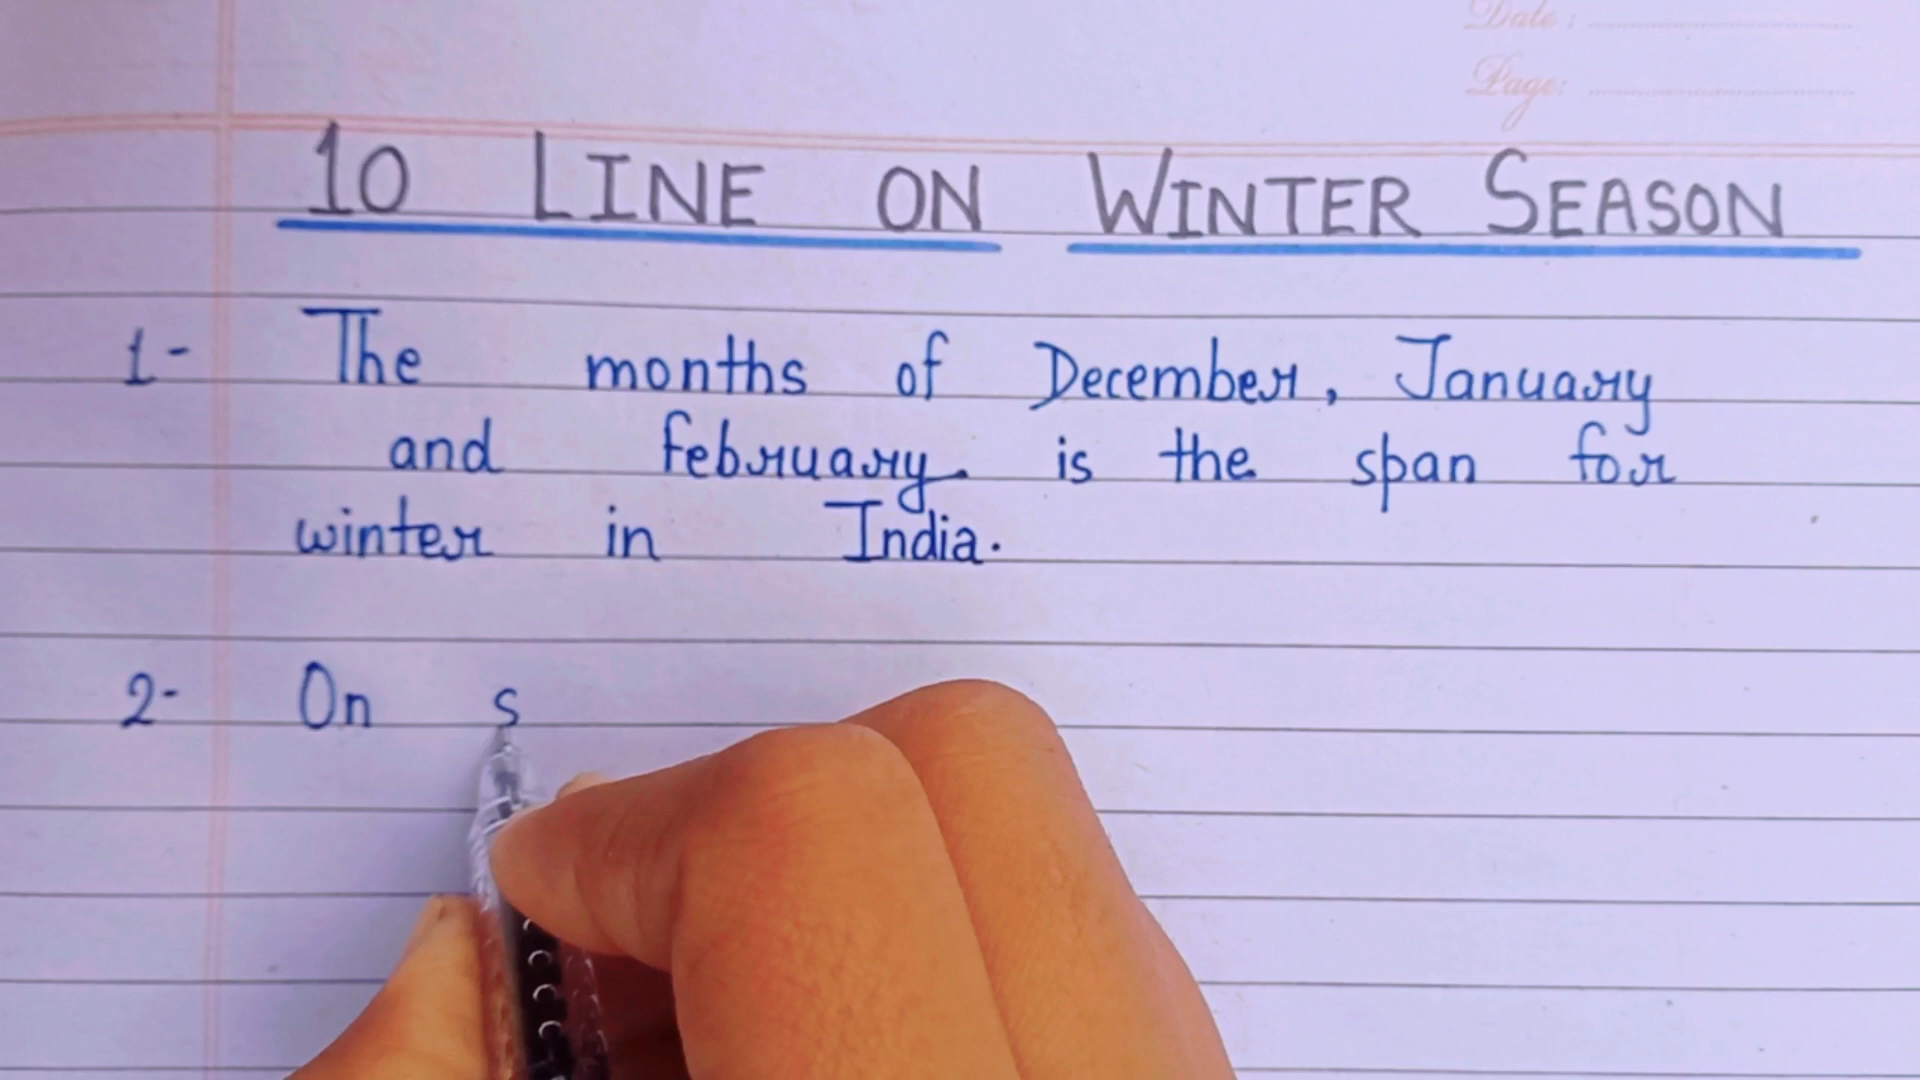 Date:
Page:
10 LINE ON WINTER SEASON
1- The months of December, January
and february is the span for
winter in India.
2- On s